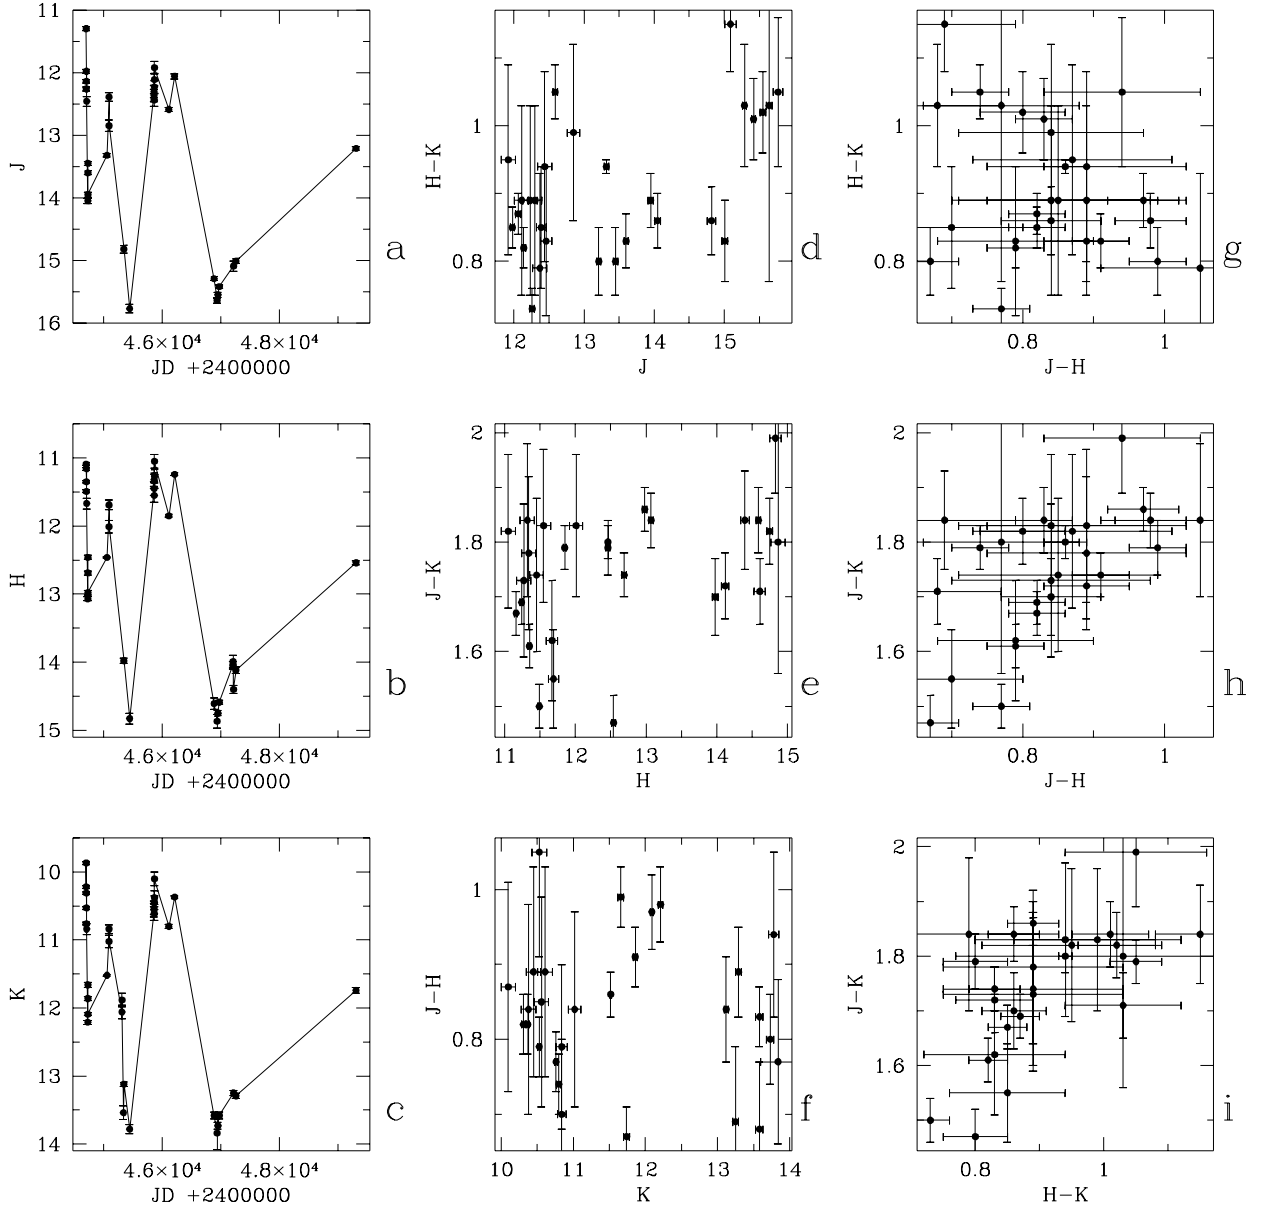 11
12
13
14
15
16
J
4.6×10⁴ 4.8×10⁴
JD +2400000
a
1
0.8
H−K
12 13 14 15
J
d
1
0.8
H−K
0.8 1
J−H
g
11
12
13
14
15
H
4.6×10⁴ 4.8×10⁴
JD +2400000
b
2
1.8
1.6
J−K
11 12 13 14 15
H
e
2
1.8
1.6
J−K
0.8 1
J−H
h
10
11
12
13
14
K
4.6×10⁴ 4.8×10⁴
JD +2400000
c
1
0.8
J−H
10 11 12 13 14
K
f
2
1.8
1.6
J−K
0.8 1
H−K
i